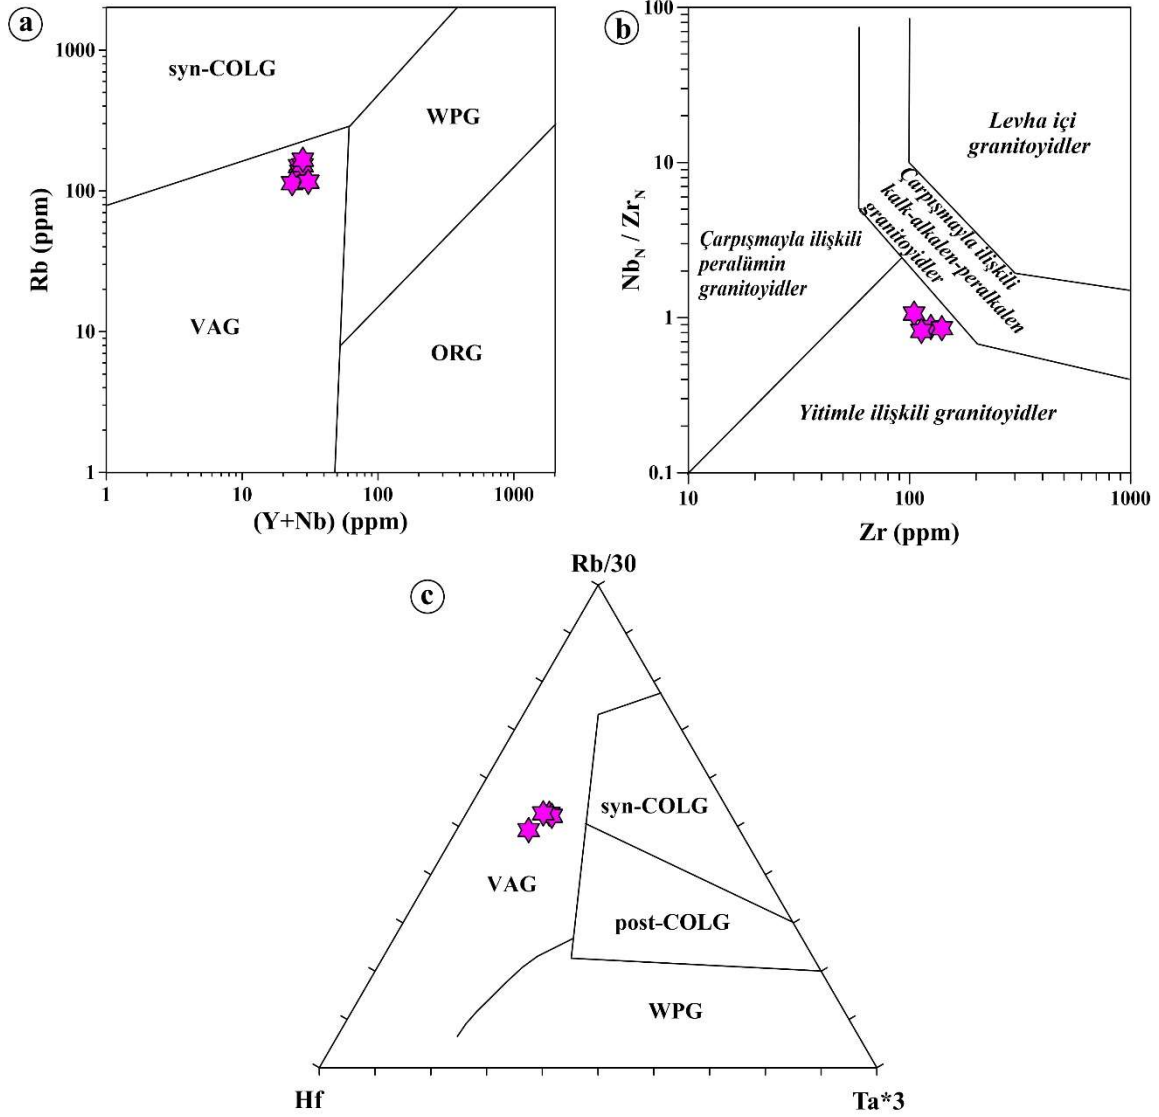 a
1000
100
10
1
Rb (ppm)
syn-COLG
WPG
VAG
ORG
1
10
100
1000
(Y+Nb) (ppm)
b
100
10
1
0.1
NbN / ZrN
Levha içi
granitoyidler
Çarpışmayla ilişkili
kalk-alkalen-peralkalen
granitoyidler
Çarpışmayla ilişkili
peralümin
granitoyidler
Yitimle ilişkili granitoyidler
10
100
1000
Zr (ppm)
c
Rb/30
syn-COLG
VAG
post-COLG
WPG
Hf
Ta*3